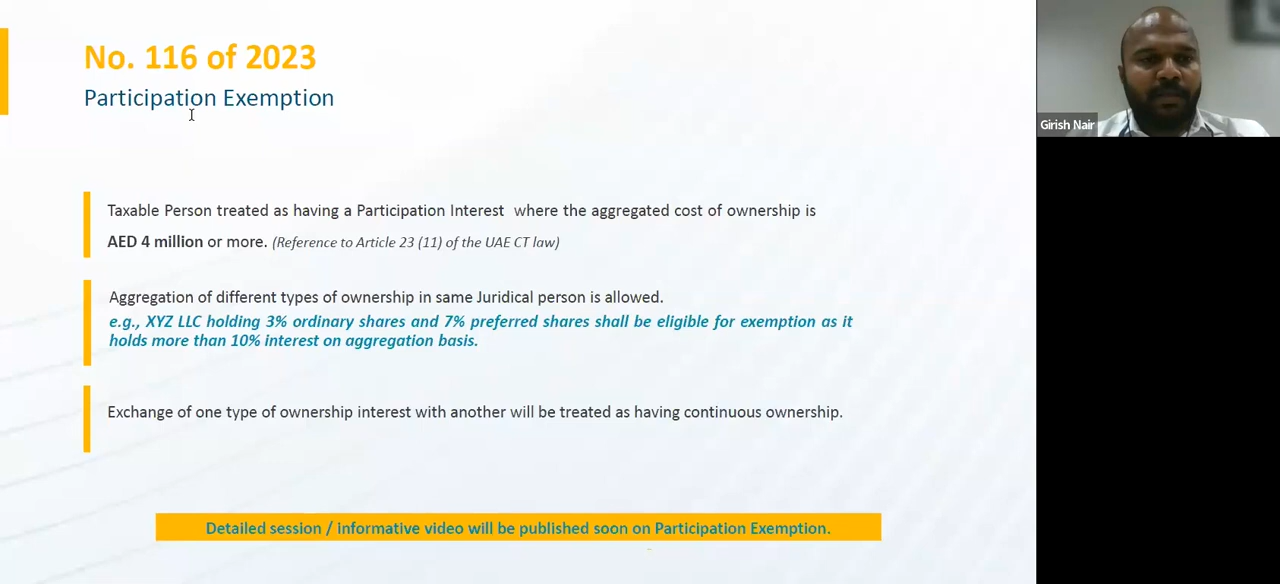 No. 116 of 2023
Participation Exemption
Taxable Person treated as having a Participation Interest where the aggregated cost of ownership is
AED 4 million or more. (Reference to Article 23 (11) of the UAE CT law)
Aggregation of different types of ownership in same Juridical person is allowed.
e.g., XYZ LLC holding 3% ordinary shares and 7% preferred shares shall be eligible for exemption as it
holds more than 10% interest on aggregation basis.
Exchange of one type of ownership interest with another will be treated as having continuous ownership.
Detailed session / informative video will be published soon on Participation Exemption.
Girish Nair